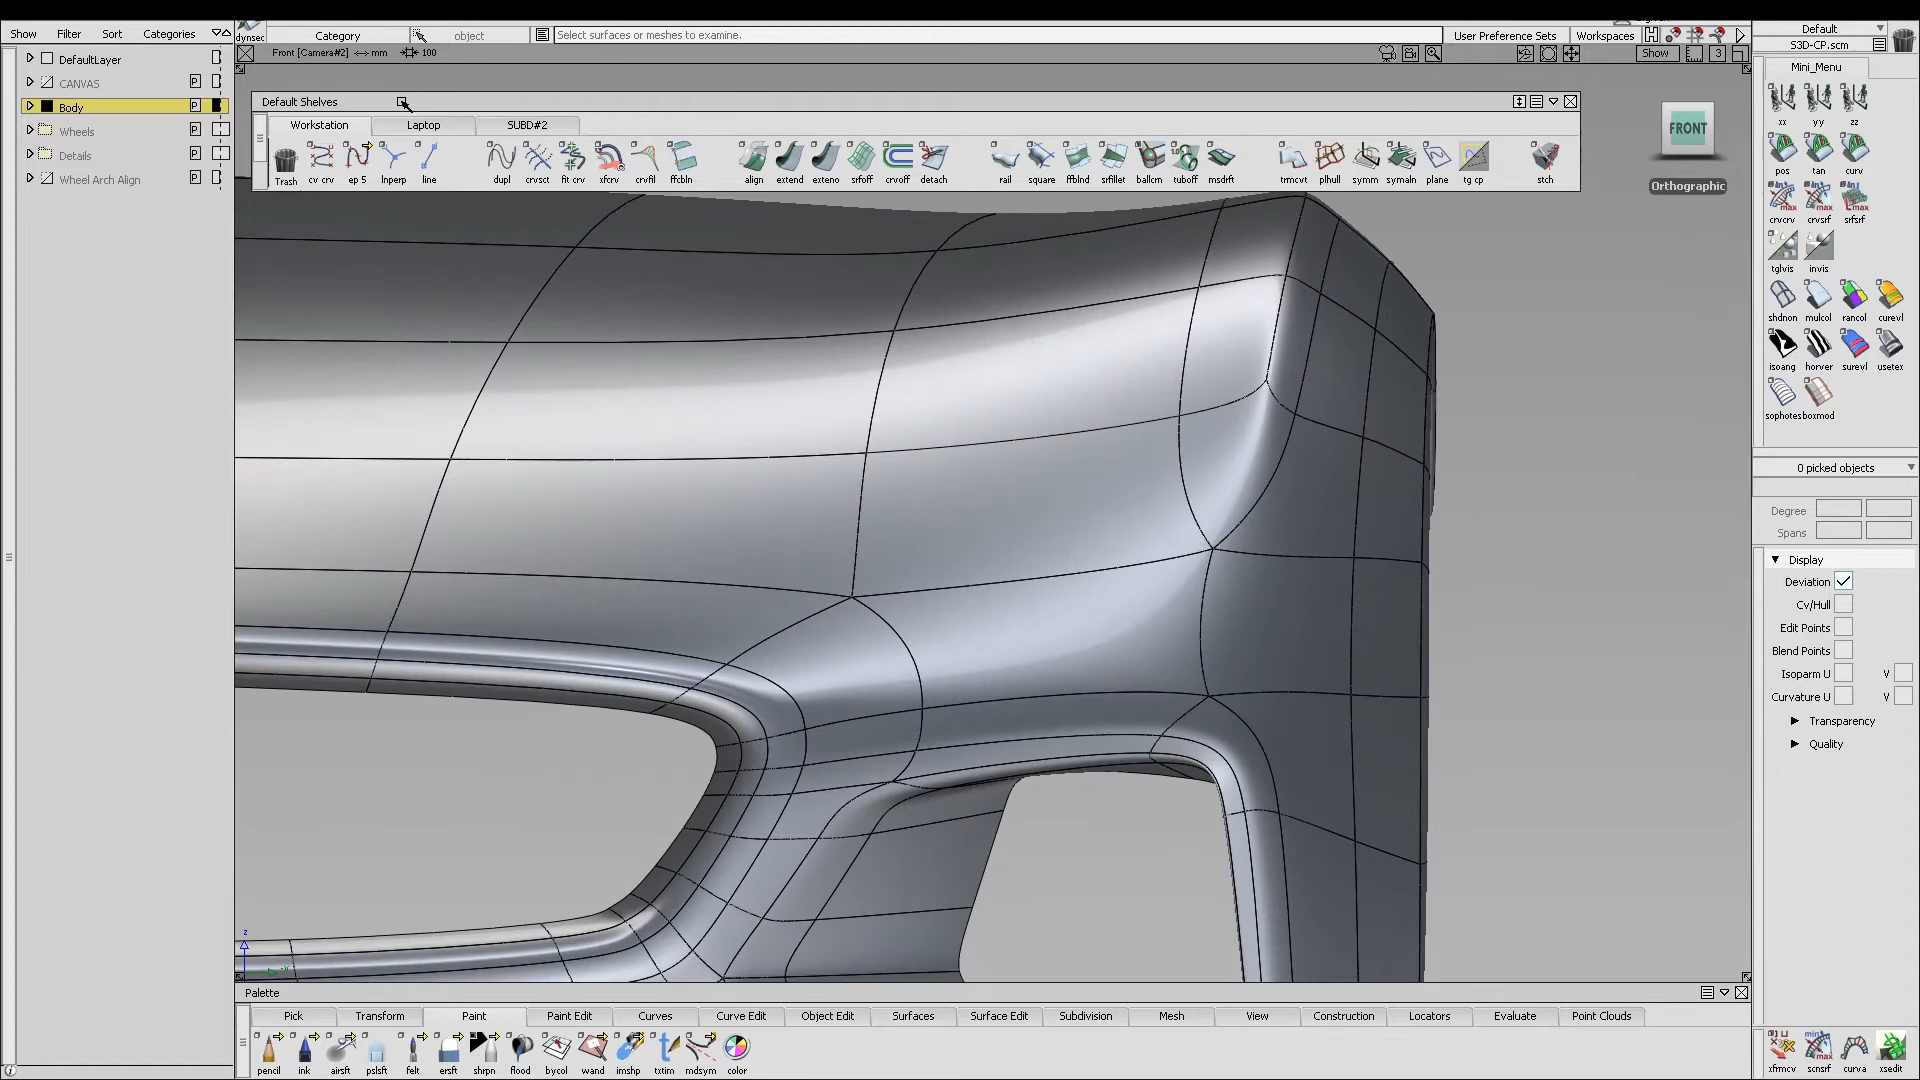 Show Filter Sort Categories
DefaultLayer
CANVAS P
Body P
Wheels P
Details P
Wheel Arch Align P
dynsec
Category
object
Select surfaces or meshes to examine.
User Preference Sets
Workspaces
Front [Camera#2] mm 100
Show
3
Default Shelves
Workstation Laptop SUBD#2
Trash cv crv ep 5 lnperp line dupl crvsct fit crv xfcrv crvfil ffcbln align extend exteno srfoff crvoff detach rail square ffblnd srfillet ballcrn tuboff msdrft trmcvt plhull symm symaln plane tg cp stch
FRONT
Orthographic
Default
S3D-CP.scm
Mini_Menu
xx yy zz
pos tan curv
crvcrv crvsrf srfsrf
tglvis invis
shdnon mulcol rancol curevl
isoang horver surevl usetex
sophotes boxmod
0 picked objects
Degree
Spans
Display
Deviation
Cv/Hull
Edit Points
Blend Points
Isoparm U V
Curvature U V
Transparency
Quality
z
Palette
Pick Transform Paint Paint Edit Curves Curve Edit Object Edit Surfaces Surface Edit Subdivision Mesh View Construction Locators Evaluate Point Clouds
pencil ink airsft pslsft felt ersft shrpn flood bycol wand imshp txtim mdsym color
xfrmcv scnsrf curva xsedit